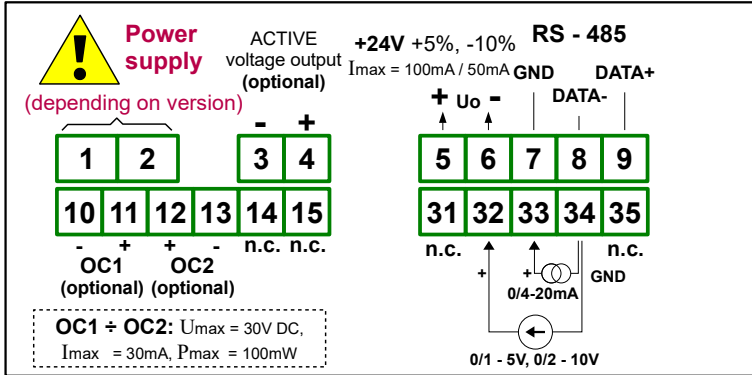 Power
supply
(depending on version)
ACTIVE
voltage output
(optional)
- +
+24V +5%, -10%
Imax = 100mA / 50mA
+ Uo -
RS - 485
GND DATA+
DATA-
1 2 3 4 5 6 7 8 9
10 11 12 13 14 15 31 32 33 34 35
- + + - n.c. n.c. n.c. n.c.
OC1 OC2
(optional) (optional)
+ + GND
0/4-20mA
0/1 - 5V, 0/2 - 10V
OC1 ÷ OC2: Umax = 30V DC,
Imax = 30mA, Pmax = 100mW